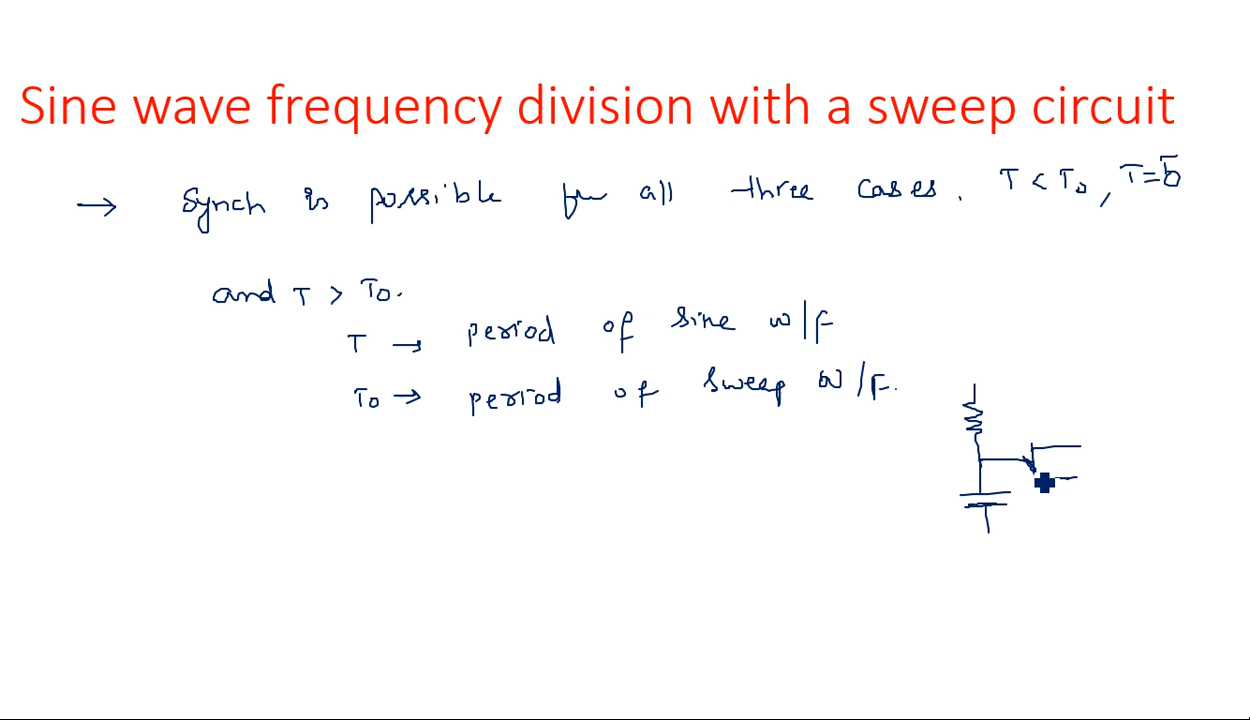 Sine wave frequency division with a sweep circuit
→ Synch is possible for all three cases. T < To, T = To
and T > To.
T → period of sine w/F
To → period of sweep w/F.